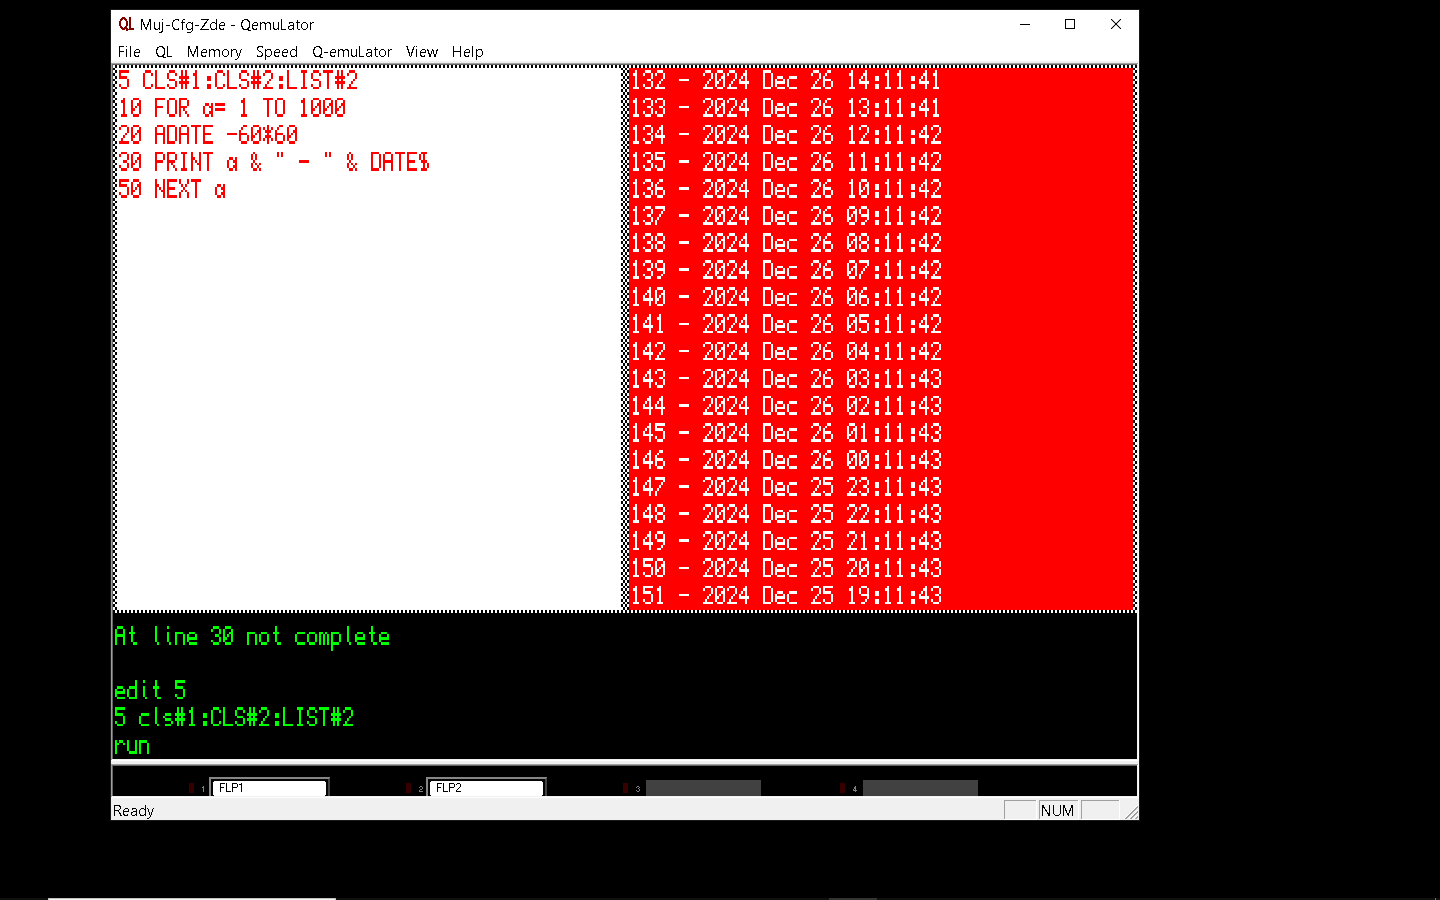 QL Muj-Cfg-Zde - QemuLator
File QL Memory Speed Q-emuLator View Help
5 CLS#1:CLS#2:LIST#2
10 FOR a= 1 TO 1000
20 ADATE -60*60
30 PRINT a & " - " & DATE$
50 NEXT a
132 - 2024 Dec 26 14:11:41
133 - 2024 Dec 26 13:11:41
134 - 2024 Dec 26 12:11:42
135 - 2024 Dec 26 11:11:42
136 - 2024 Dec 26 10:11:42
137 - 2024 Dec 26 09:11:42
138 - 2024 Dec 26 08:11:42
139 - 2024 Dec 26 07:11:42
140 - 2024 Dec 26 06:11:42
141 - 2024 Dec 26 05:11:42
142 - 2024 Dec 26 04:11:42
143 - 2024 Dec 26 03:11:43
144 - 2024 Dec 26 02:11:43
145 - 2024 Dec 26 01:11:43
146 - 2024 Dec 26 00:11:43
147 - 2024 Dec 25 23:11:43
148 - 2024 Dec 25 22:11:43
149 - 2024 Dec 25 21:11:43
150 - 2024 Dec 25 20:11:43
151 - 2024 Dec 25 19:11:43
At line 30 not complete
edit 5
5 cls#1:CLS#2:LIST#2
run
1 FLP1 2 FLP2 3 4
Ready NUM